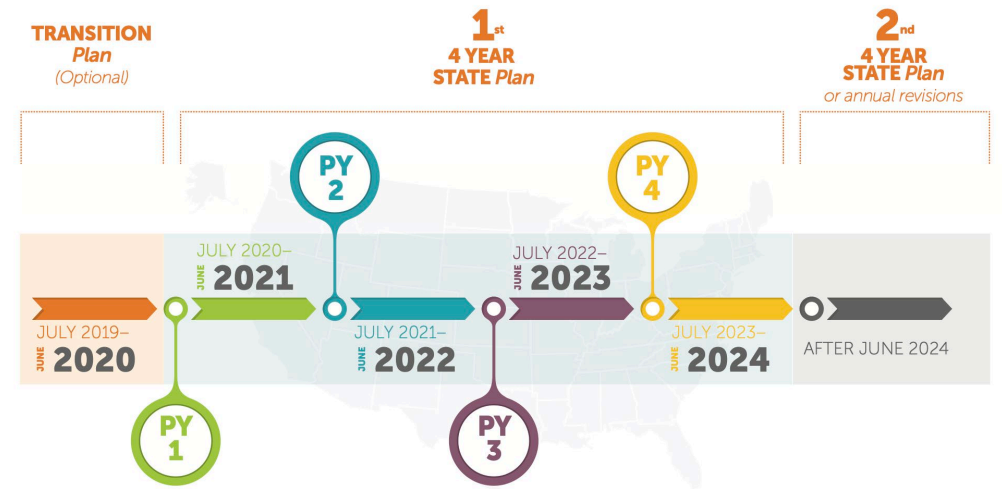 TRANSITION
Plan
(Optional)
1st
4 YEAR
STATE Plan
2nd
4 YEAR
STATE Plan
or annual revisions
PY
2
PY
4
JULY 2020–
JUNE 2021
JULY 2022–
JUNE 2023
JULY 2019–
JUNE 2020
JULY 2021–
JUNE 2022
JULY 2023–
JUNE 2024
AFTER JUNE 2024
PY
1
PY
3